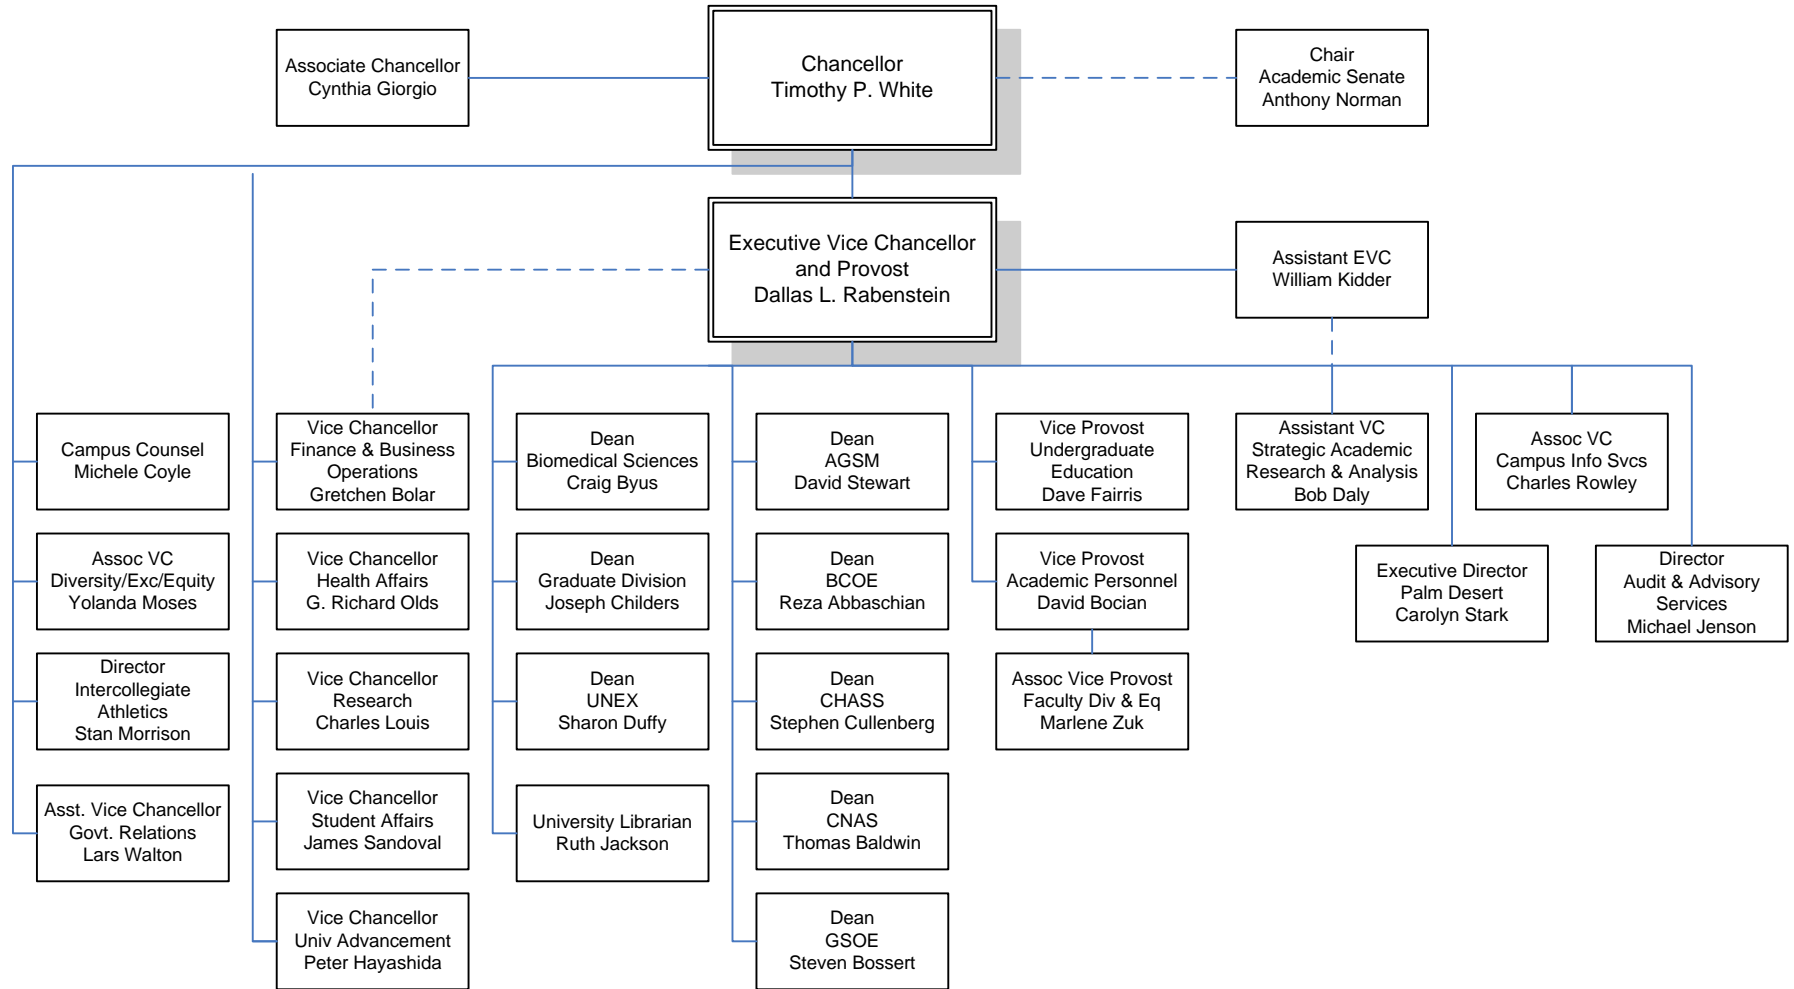 Associate Chancellor
Cynthia Giorgio
Chancellor
Timothy P. White
Chair
Academic Senate
Anthony Norman
Executive Vice Chancellor
and Provost
Dallas L. Rabenstein
Assistant EVC
William Kidder
Campus Counsel
Michele Coyle
Assoc VC
Diversity/Exc/Equity
Yolanda Moses
Director
Intercollegiate
Athletics
Stan Morrison
Asst. Vice Chancellor
Govt. Relations
Lars Walton
Vice Chancellor
Finance & Business
Operations
Gretchen Bolar
Vice Chancellor
Health Affairs
G. Richard Olds
Vice Chancellor
Research
Charles Louis
Vice Chancellor
Student Affairs
James Sandoval
Vice Chancellor
Univ Advancement
Peter Hayashida
Dean
Biomedical Sciences
Craig Byus
Dean
Graduate Division
Joseph Childers
Dean
UNEX
Sharon Duffy
University Librarian
Ruth Jackson
Dean
AGSM
David Stewart
Dean
BCOE
Reza Abbaschian
Dean
CHASS
Stephen Cullenberg
Dean
CNAS
Thomas Baldwin
Dean
GSOE
Steven Bossert
Vice Provost
Undergraduate
Education
Dave Fairris
Vice Provost
Academic Personnel
David Bocian
Assoc Vice Provost
Faculty Div & Eq
Marlene Zuk
Assistant VC
Strategic Academic
Research & Analysis
Bob Daly
Executive Director
Palm Desert
Carolyn Stark
Assoc VC
Campus Info Svcs
Charles Rowley
Director
Audit & Advisory
Services
Michael Jenson